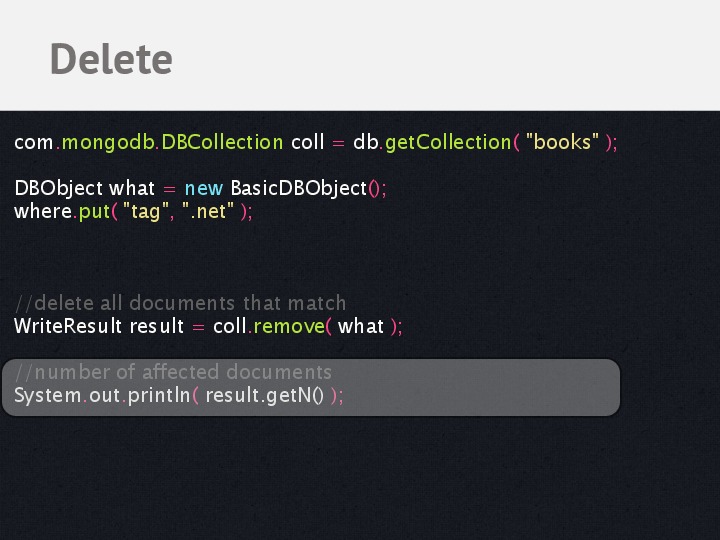 Delete
com.mongodb.DBCollection coll = db.getCollection( "books" );
DBObject what = new BasicDBObject();
where.put( "tag", ".net" );
//delete all documents that match
WriteResult result = coll.remove( what );
//number of affected documents
System.out.println( result.getN() );